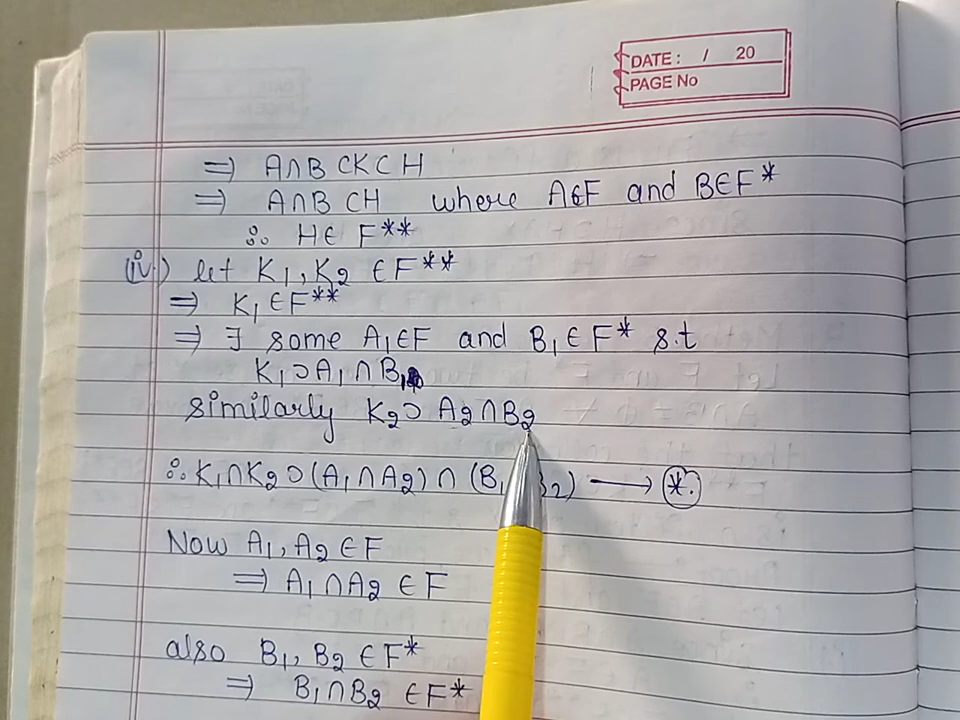 DATE : / 20
PAGE No
⇒ A∩B⊂K⊂H
⇒ A∩B⊂H where A∈F and B∈F*
∴ H∈ F**
(iv) let K₁, K₂ ∈F**
⇒ K₁∈F**
⇒ ∃ some A₁∈F and B₁∈F* s.t
K₁⊃A₁∩B₁
similarly K₂⊃ A₂∩B₂
∴ K₁∩K₂⊃(A₁∩A₂) ∩ (B₁ B₂) ⟶ (*.)
Now A₁, A₂ ∈F
⇒ A₁∩A₂ ∈ F
also B₁, B₂ ∈F*
⇒ B₁∩B₂ ∈F*